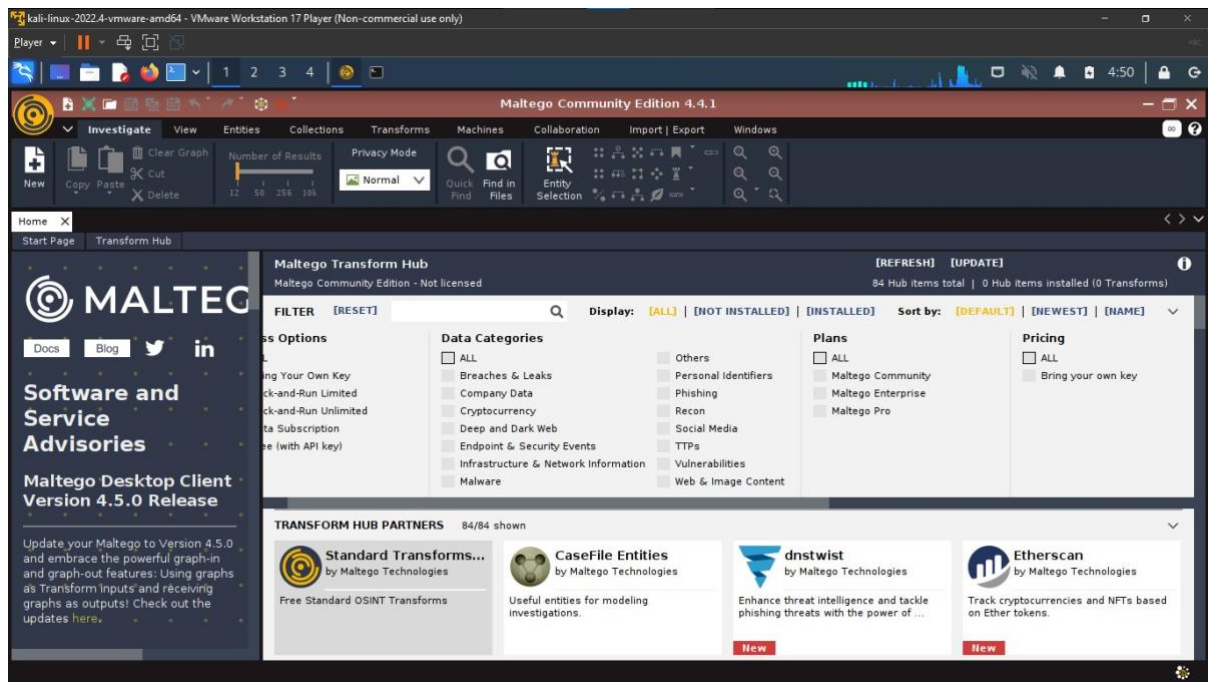 kali-linux-2022.4-vmware-amd64 - VMware Workstation 17 Player (Non-commercial use only)
Player
1 2 3 4
4:50
Maltego Community Edition 4.4.1
Investigate View Entities Collections Transforms Machines Collaboration Import | Export Windows
New
Copy Paste
Clear Graph
Cut
Delete
Number of Results
12 50 256 10k
Privacy Mode
Normal
Quick Find
Find in Files
Entity Selection
Home
Start Page Transform Hub
MALTEG
Docs Blog
Software and
Service
Advisories
Maltego Desktop Client
Version 4.5.0 Release
Update your Maltego to Version 4.5.0
and embrace the powerful graph-in
and graph-out features: Using graphs
as Transform inputs and receiving
graphs as outputs! Check out the
updates here.
Maltego Transform Hub
Maltego Community Edition - Not licensed
[REFRESH] [UPDATE]
84 Hub items total | 0 Hub items installed (0 Transforms)
FILTER [RESET]
Display: [ALL] | [NOT INSTALLED] | [INSTALLED] Sort by: [DEFAULT] | [NEWEST] | [NAME]
ss Options
L
ing Your Own Key
ck-and-Run Limited
ck-and-Run Unlimited
ta Subscription
ee (with API key)
Data Categories
ALL
Breaches & Leaks
Company Data
Cryptocurrency
Deep and Dark Web
Endpoint & Security Events
Infrastructure & Network Information
Malware
Others
Personal Identifiers
Phishing
Recon
Social Media
TTPs
Vulnerabilities
Web & Image Content
Plans
ALL
Maltego Community
Maltego Enterprise
Maltego Pro
Pricing
ALL
Bring your own key
TRANSFORM HUB PARTNERS 84/84 shown
Standard Transforms...
by Maltego Technologies
Free Standard OSINT Transforms
CaseFile Entities
by Maltego Technologies
Useful entities for modeling
investigations.
dnstwist
by Maltego Technologies
Enhance threat intelligence and tackle
phishing threats with the power of ...
New
Etherscan
by Maltego Technologies
Track cryptocurrencies and NFTs based
on Ether tokens.
New